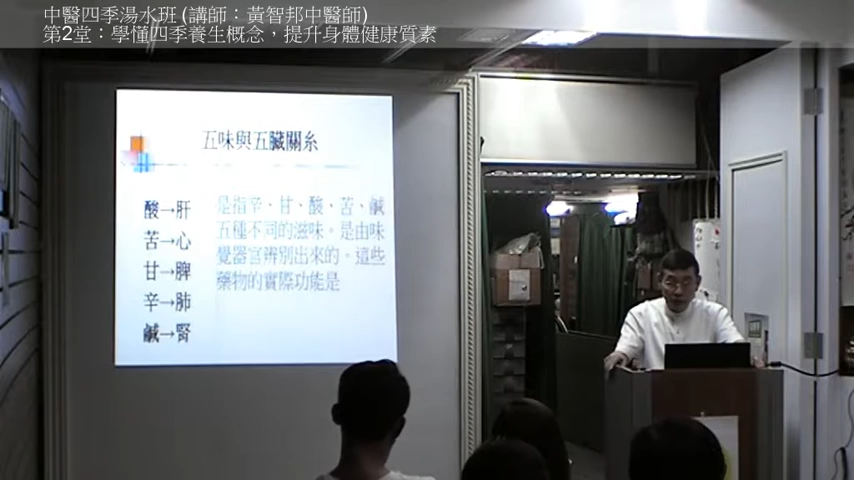 中醫四季湯水班 (講師：黃智邦中醫師)
第2堂：學懂四季養生概念，提升身體健康質素
五味與五臟關系
酸→肝
苦→心
甘→脾
辛→肺
鹹→腎
是指辛、甘、酸、苦、鹹
五種不同的滋味。是由味
覺器官辨別出來的。這些
藥物的實際功能是